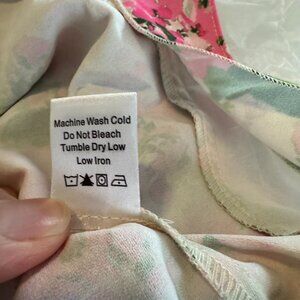 Machine Wash Cold
Do Not Bleach
Tumble Dry Low
Low Iron